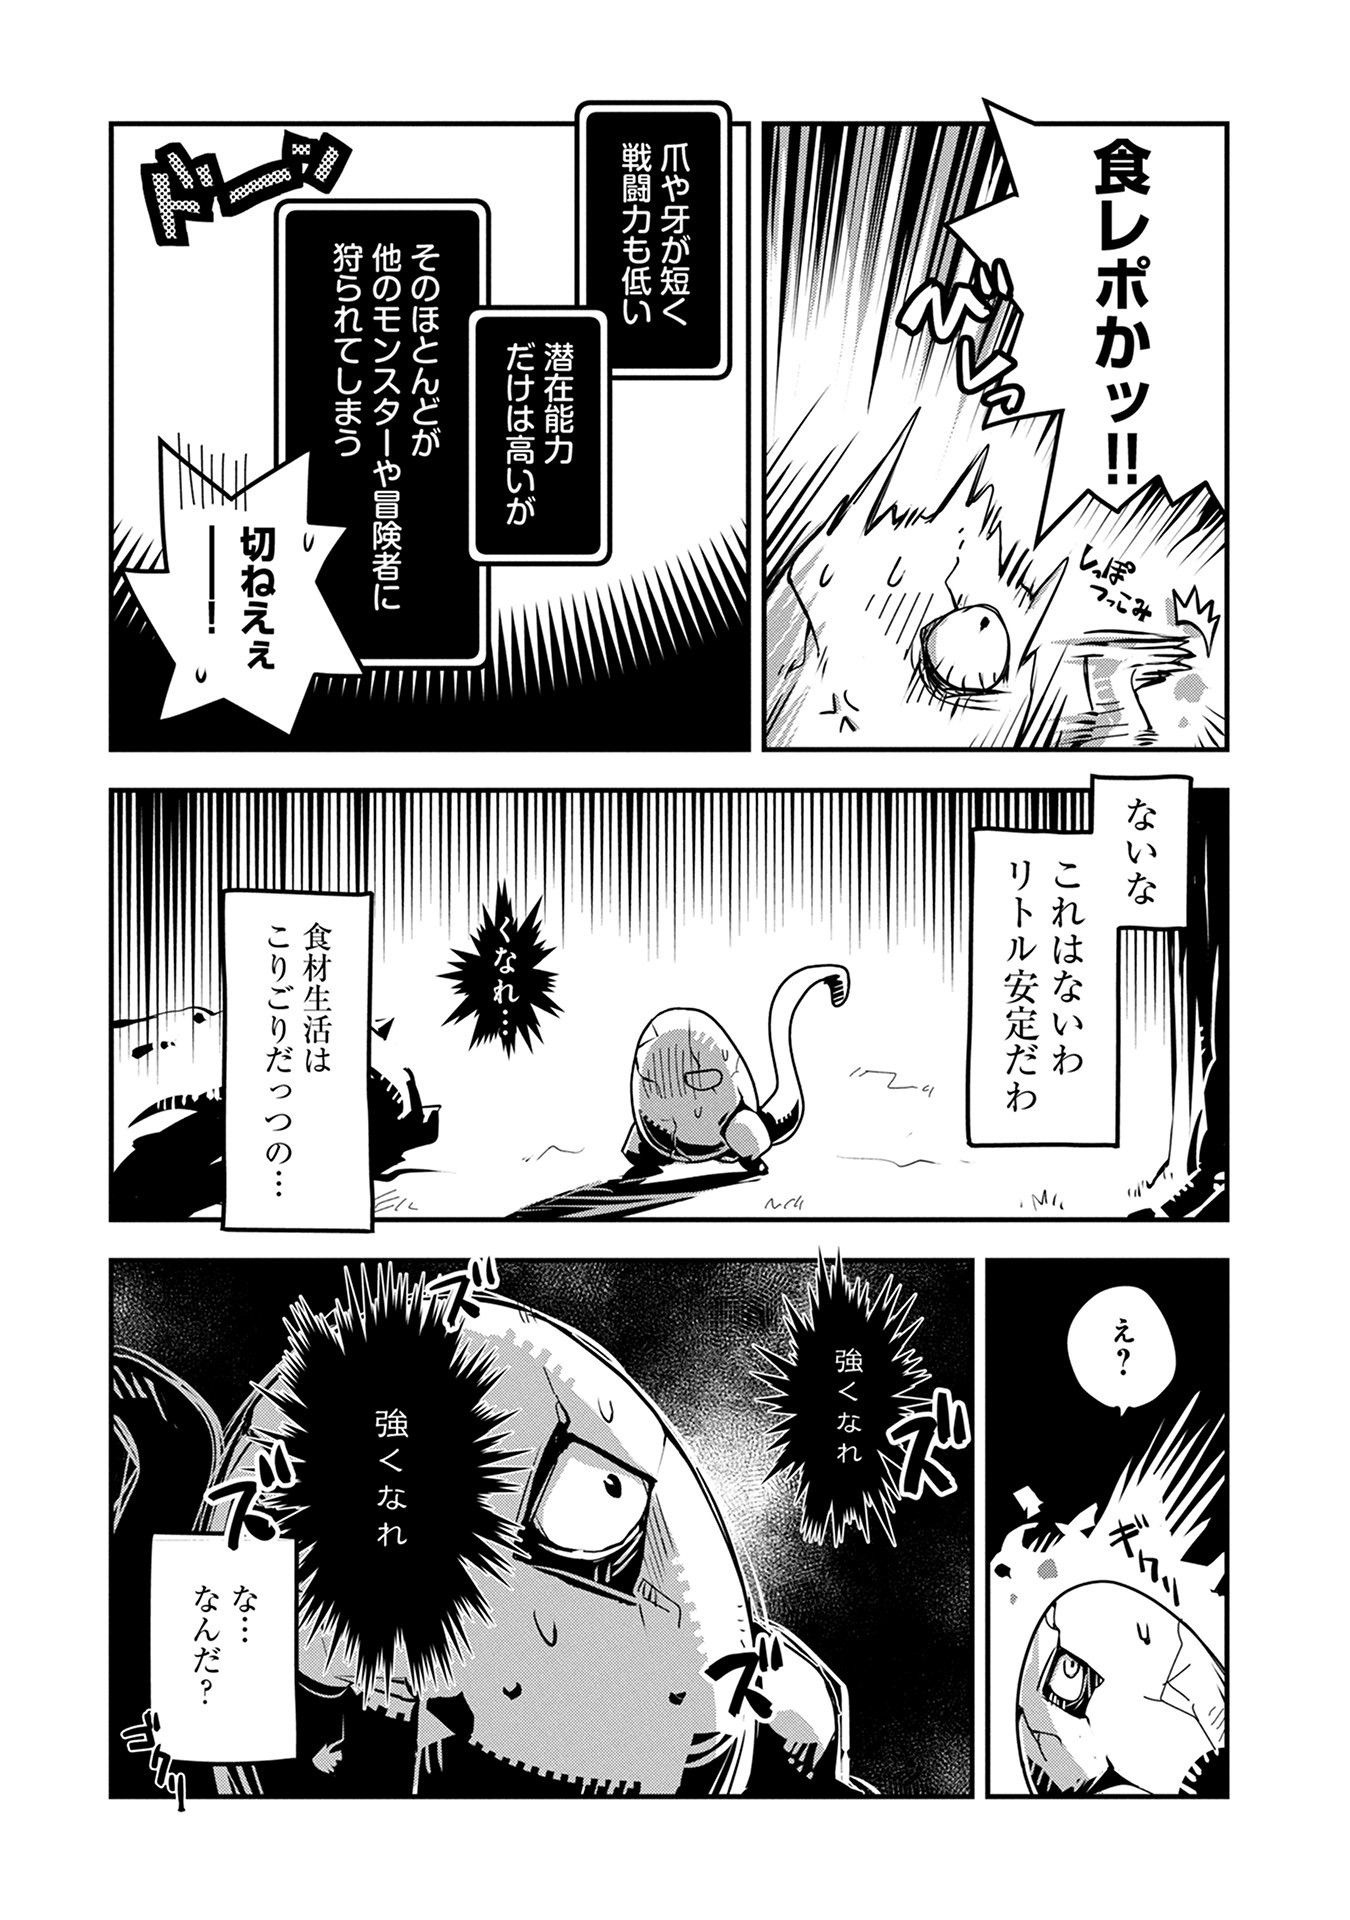 食レポかッ!!
べしっ
しっぽ
つっこみ
爪や牙が短く
戦闘力も低い
潜在能力
だけは高いが
そのほとんどが
他のモンスターや冒険者に
狩られてしまう
ドーッ
切ねえぇ
――!
ないな
これはないわ
リトル安定だわ
くなれ…
食材生活は
こりごりだっつの…
え?
ギクリ
強くなれ
ズズ
強くなれ
ズズ
な…
なんだ?
ゴクリ